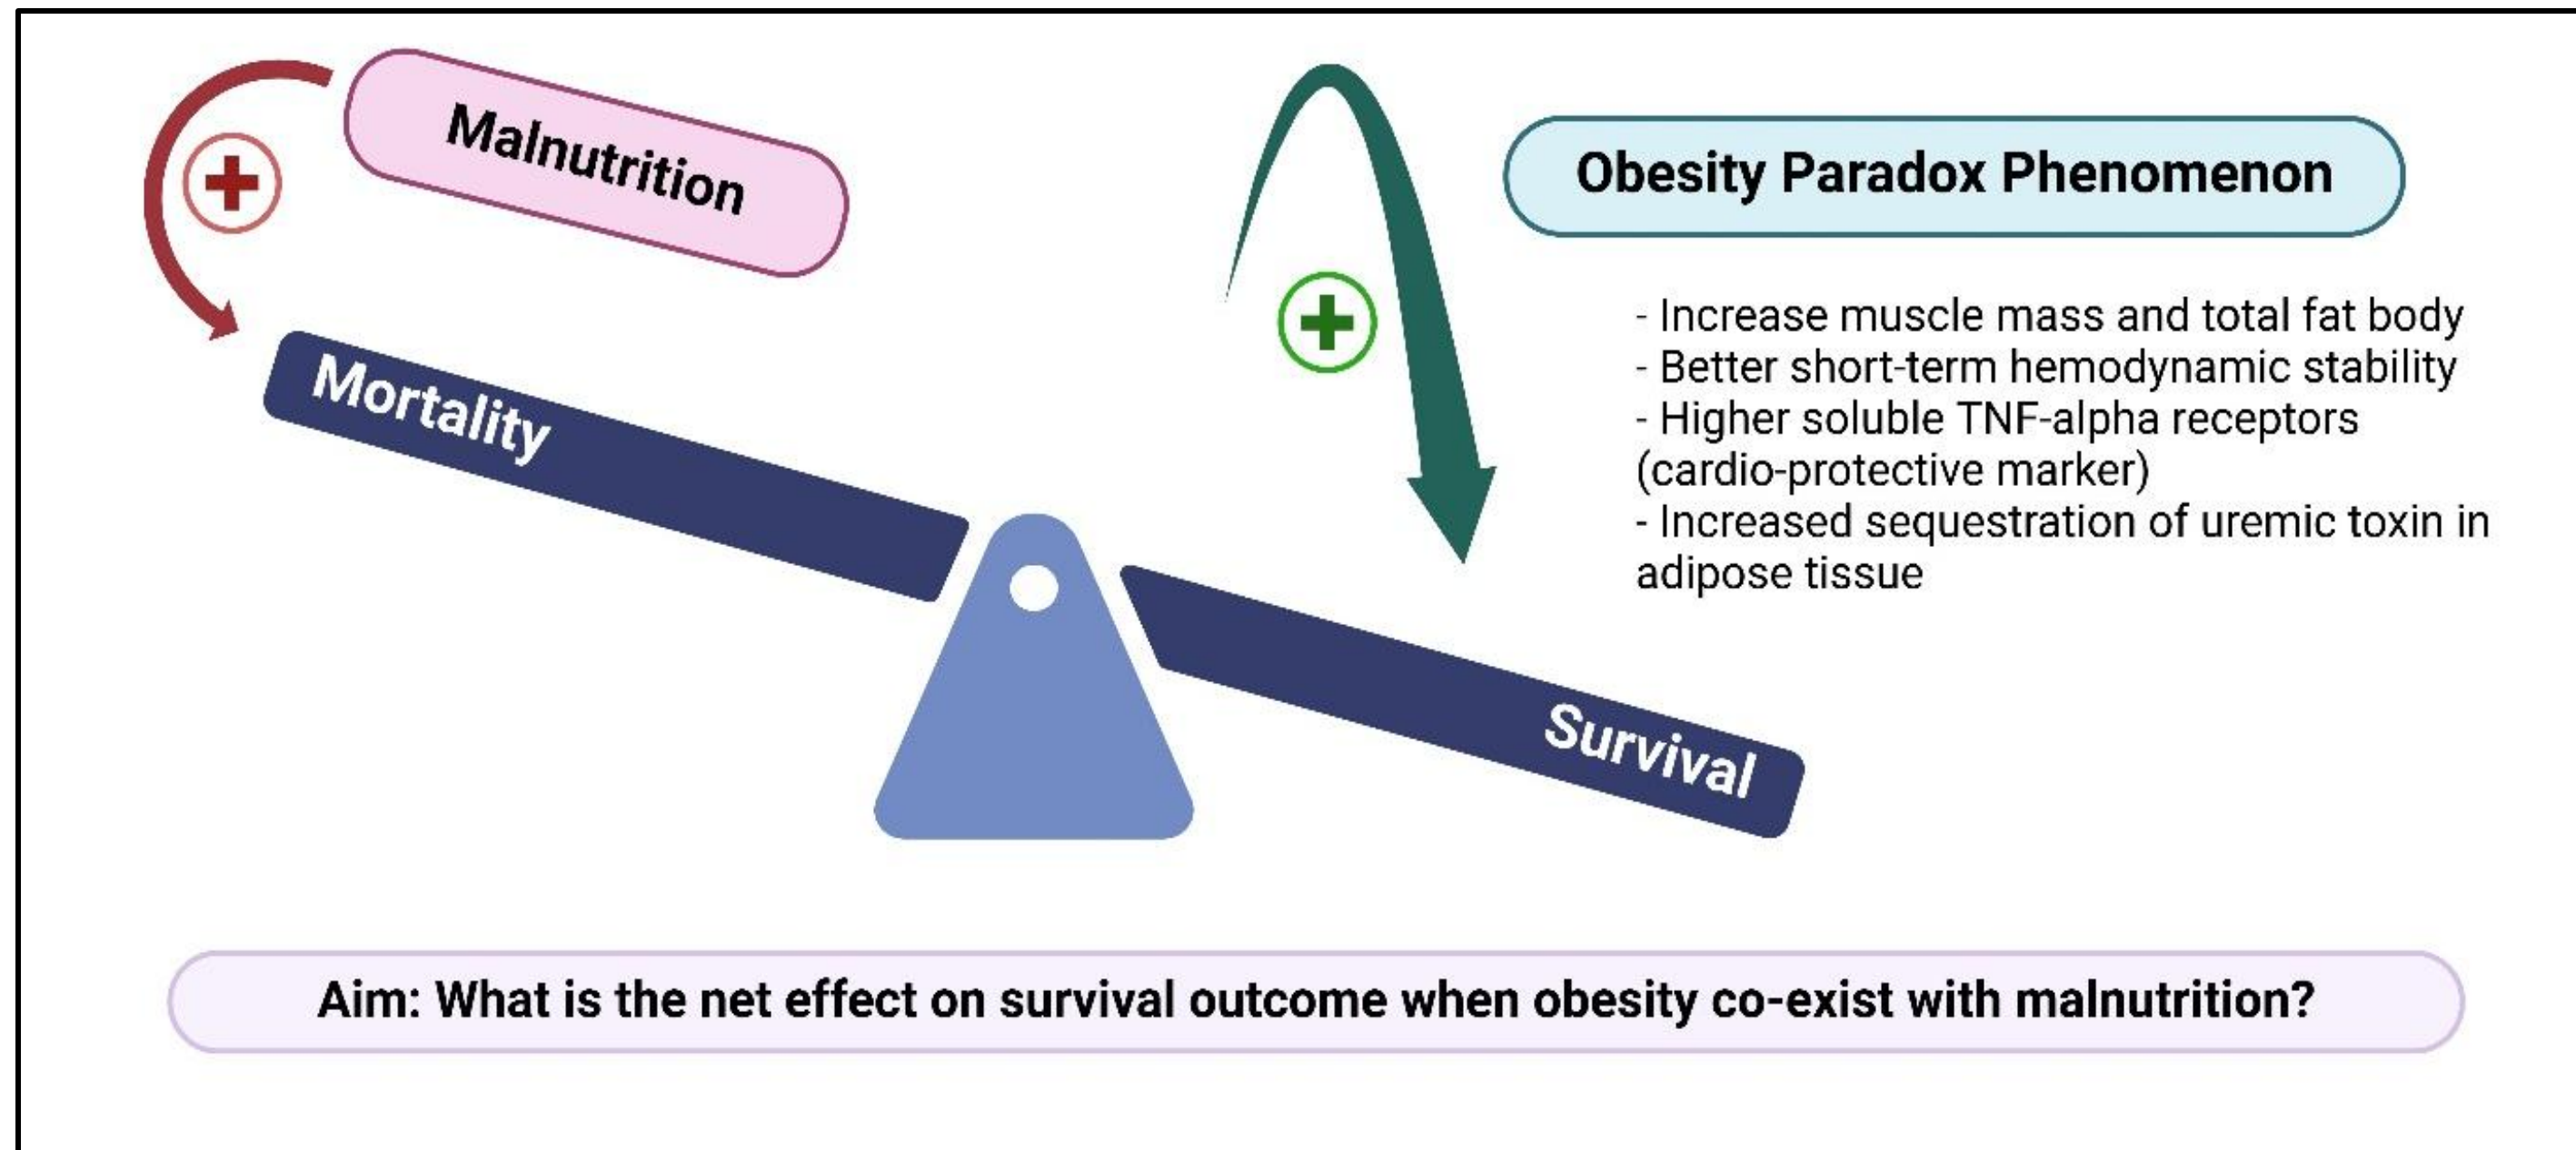 Malnutrition
Mortality
Obesity Paradox Phenomenon
- Increase muscle mass and total fat body
- Better short-term hemodynamic stability
- Higher soluble TNF-alpha receptors
(cardio-protective marker)
- Increased sequestration of uremic toxin in
adipose tissue
Survival
Aim: What is the net effect on survival outcome when obesity co-exist with malnutrition?